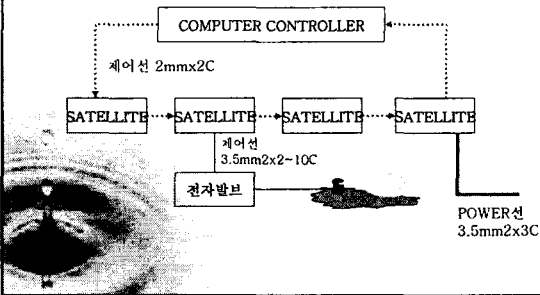 COMPUTER CONTROLLER
제어선 2mmx2C
SATELLITE SATELLITE SATELLITE SATELLITE
제어선
3.5mm2x2~10C
전자발브
POWER선
3.5mm2x3C